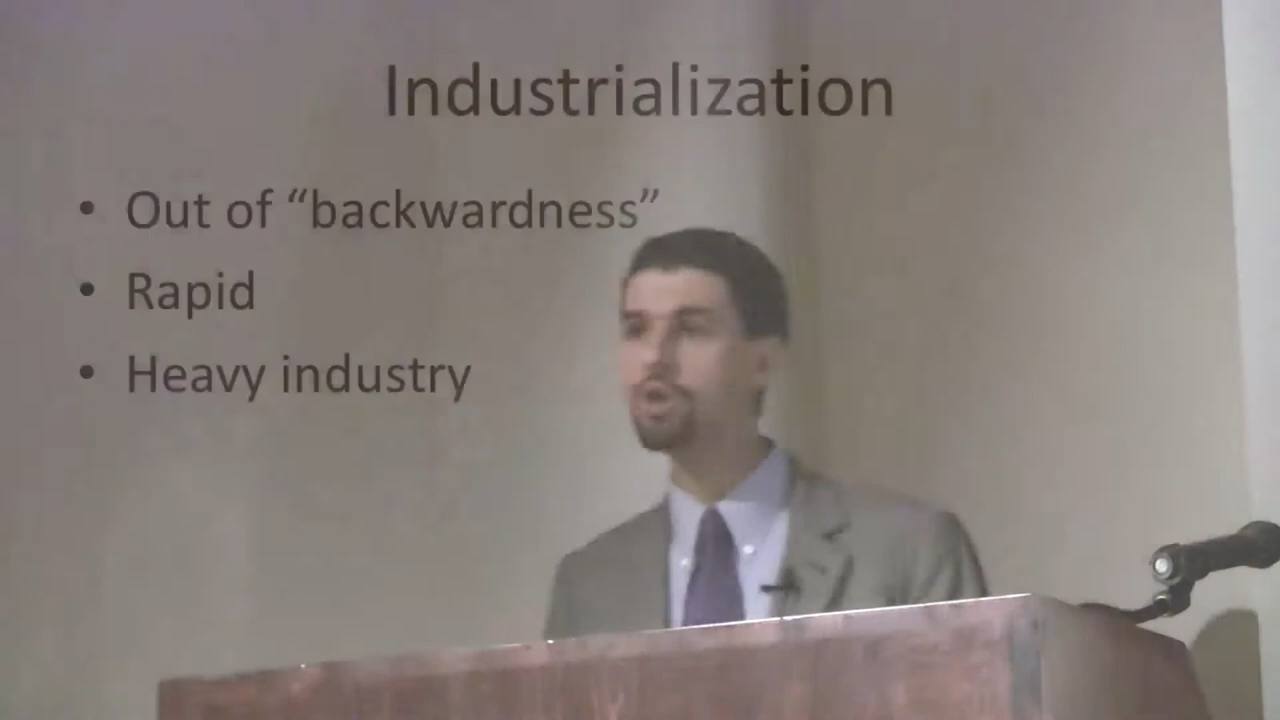 Industrialization
• Out of “backwardness”
• Rapid
• Heavy industry